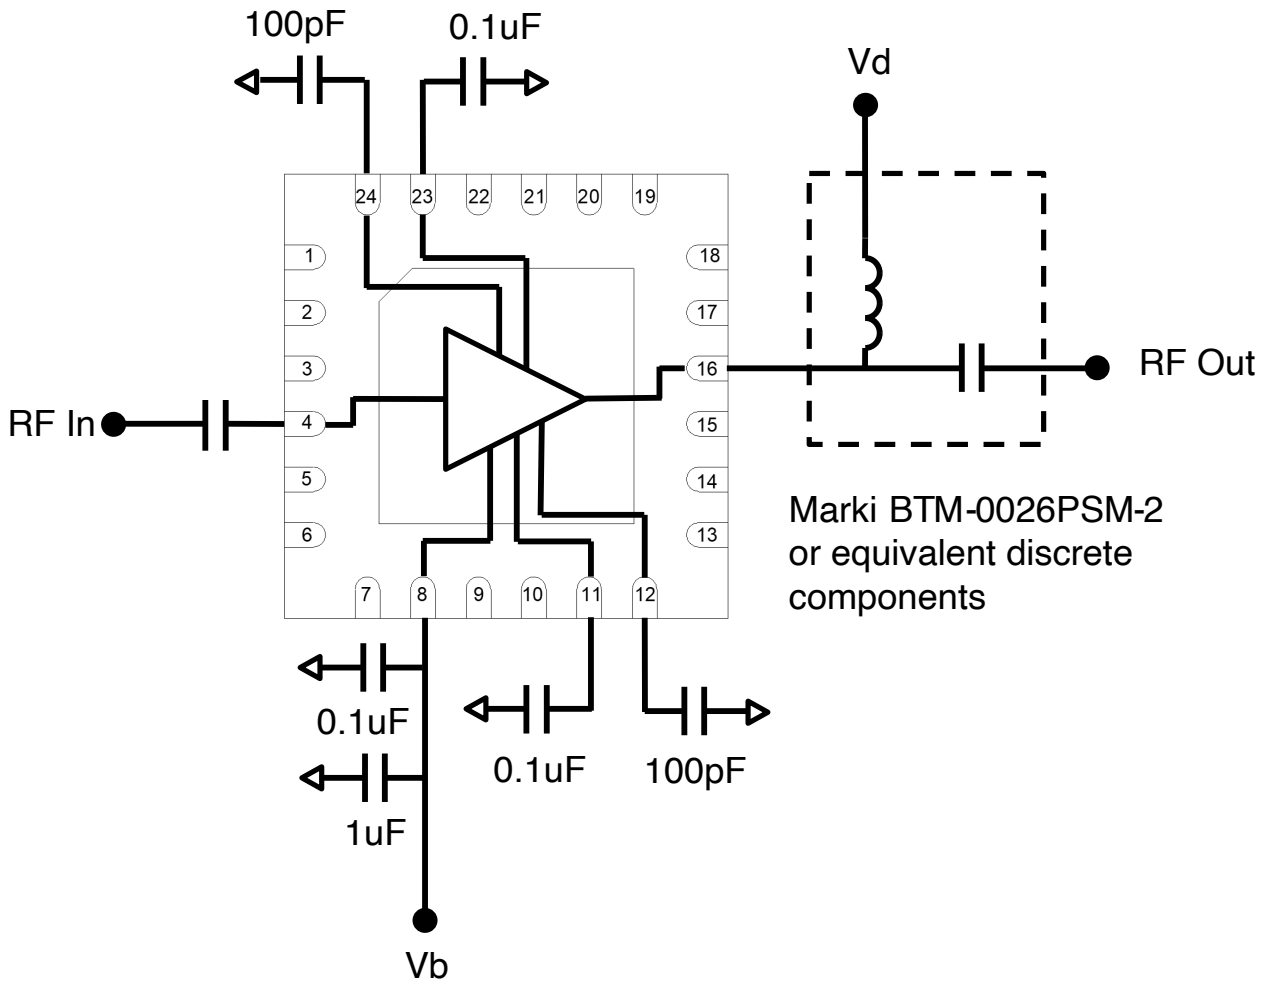 100pF
0.1uF
Vd
24
23
22
21
20
19
1
2
3
4
5
6
18
17
16
15
14
13
7
8
9
10
11
12
RF In
RF Out
Marki BTM-0026PSM-2
or equivalent discrete
components
0.1uF
0.1uF
100pF
1uF
Vb